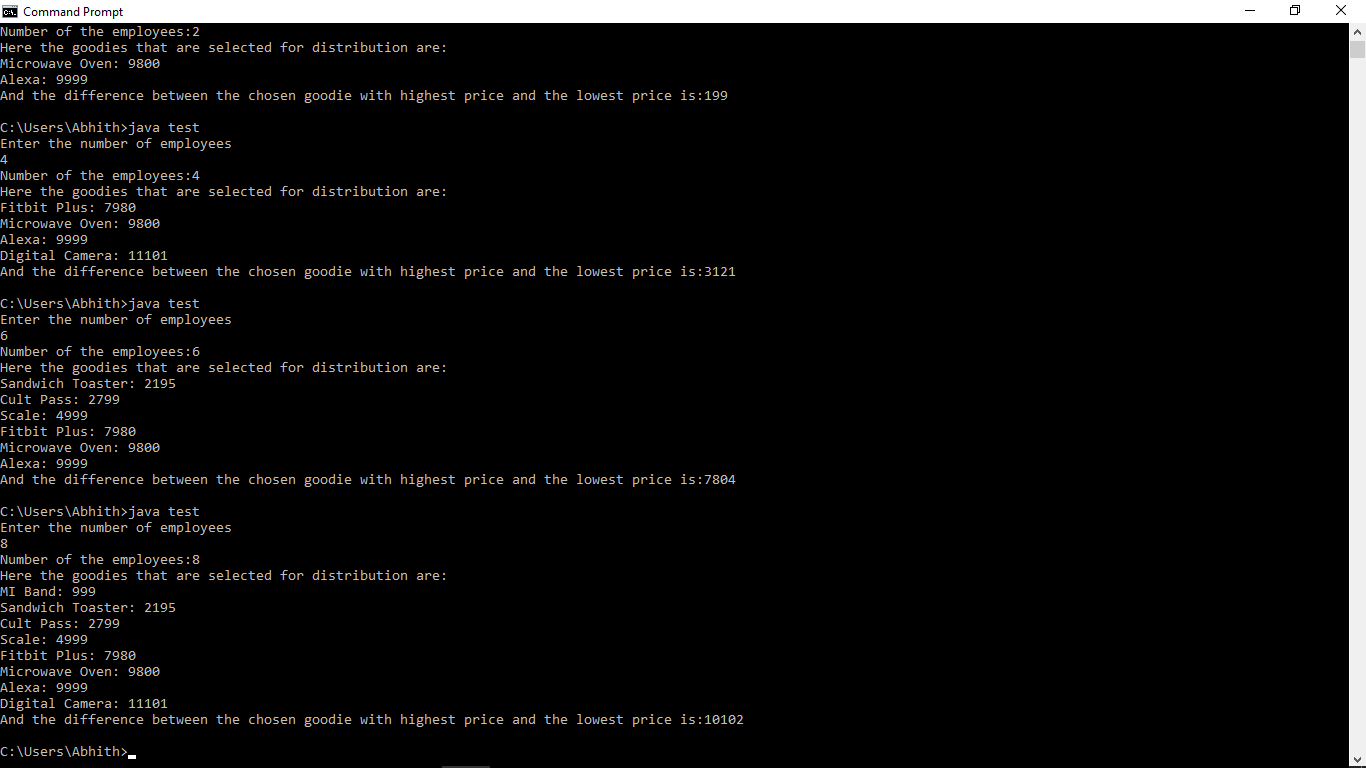 Command Prompt
Number of the employees:2
Here the goodies that are selected for distribution are:
Microwave Oven: 9800
Alexa: 9999
And the difference between the chosen goodie with highest price and the lowest price is:199
C:\Users\Abhith>java test
Enter the number of employees
4
Number of the employees:4
Here the goodies that are selected for distribution are:
Fitbit Plus: 7980
Microwave Oven: 9800
Alexa: 9999
Digital Camera: 11101
And the difference between the chosen goodie with highest price and the lowest price is:3121
C:\Users\Abhith>java test
Enter the number of employees
6
Number of the employees:6
Here the goodies that are selected for distribution are:
Sandwich Toaster: 2195
Cult Pass: 2799
Scale: 4999
Fitbit Plus: 7980
Microwave Oven: 9800
Alexa: 9999
And the difference between the chosen goodie with highest price and the lowest price is:7804
C:\Users\Abhith>java test
Enter the number of employees
8
Number of the employees:8
Here the goodies that are selected for distribution are:
MI Band: 999
Sandwich Toaster: 2195
Cult Pass: 2799
Scale: 4999
Fitbit Plus: 7980
Microwave Oven: 9800
Alexa: 9999
Digital Camera: 11101
And the difference between the chosen goodie with highest price and the lowest price is:10102
C:\Users\Abhith>